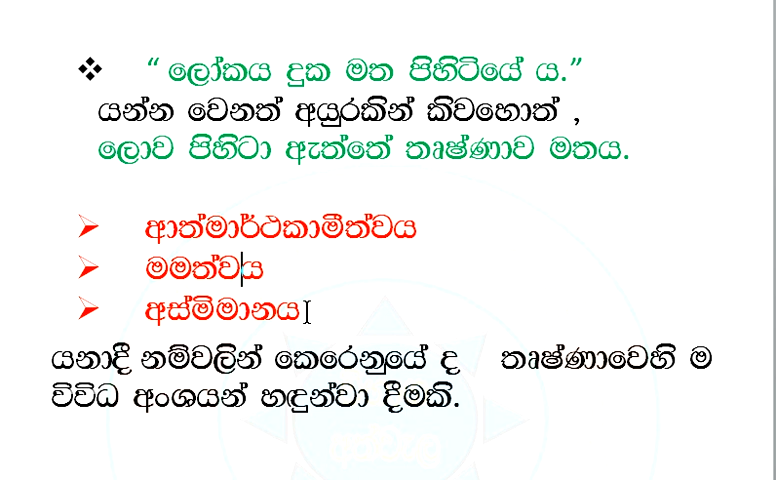 ❖ “ ලෝකය දුක මත පිහිටියේ ය.”
යන්න වෙනත් අයුරකින් කිවහොත් ,
ලොව පිහිටා ඇත්තේ තෘෂ්ණාව මතය.
➢ ආත්මාර්ථකාමීත්වය
➢ මමත්වය
➢ අස්මිමානය
යනාදී නම්වලින් කෙරෙනුයේ ද තෘෂ්ණාවෙහි ම
විවිධ අංශයන් හඳුන්වා දීමකි.